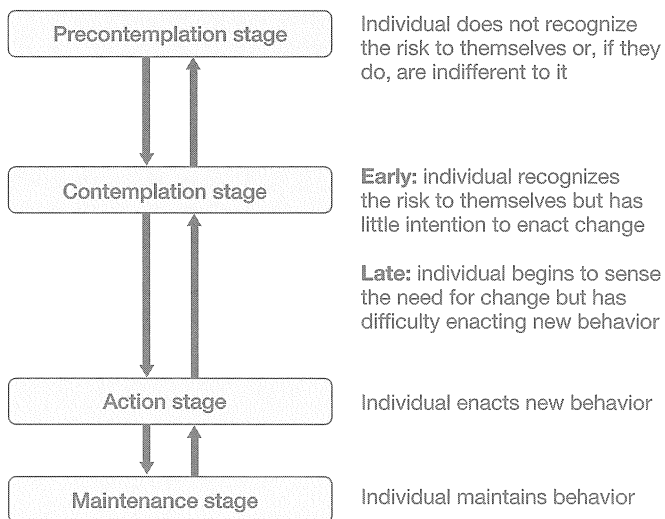 Precontemplation stage
Individual does not recognize
the risk to themselves or, if they
do, are indifferent to it
Contemplation stage
Early: individual recognizes
the risk to themselves but has
little intention to enact change
Late: individual begins to sense
the need for change but has
difficulty enacting new behavior
Action stage
Individual enacts new behavior
Maintenance stage
Individual maintains behavior